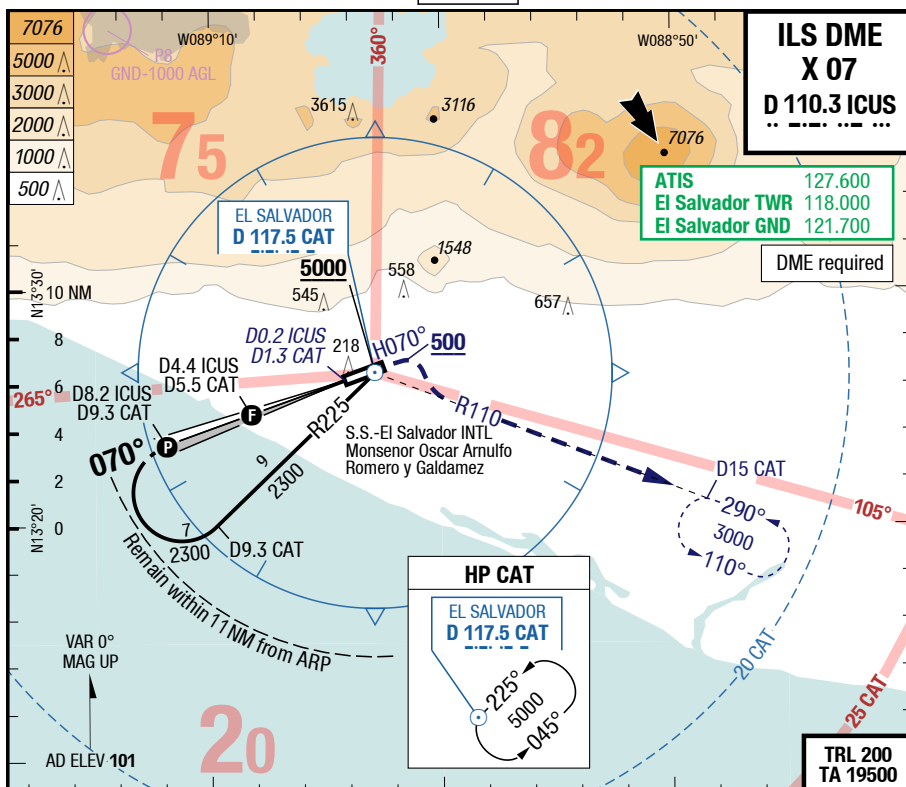 7076
5000
3000
2000
1000
500
W089°10'
W088°50'
R8
GND-1000 AGL
360°
3615
3116
75
82
7076
ILS DME
X 07
D 110.3 ICUS
ATIS 127.600
El Salvador TWR 118.000
El Salvador GND 121.700
DME required
EL SALVADOR
D 117.5 CAT
5000
1548
558
545
657
N13°30'
10 NM
8
6
4
2
0
N13°20'
D0.2 ICUS
D1.3 CAT
218
H070°
500
D4.4 ICUS
D5.5 CAT
D8.2 ICUS
D9.3 CAT
265°
F
P
070°
R225
9
2300
R110
S.S.-El Salvador INTL
Monsenor Oscar Arnulfo
Romero y Galdamez
D15 CAT
105°
290°
3000
110°
7
2300
D9.3 CAT
Remain within 11 NM from ARP
HP CAT
EL SALVADOR
D 117.5 CAT
225°
5000
045°
20 CAT
25 CAT
VAR 0°
MAG UP
AD ELEV 101
20
TRL 200
TA 19500